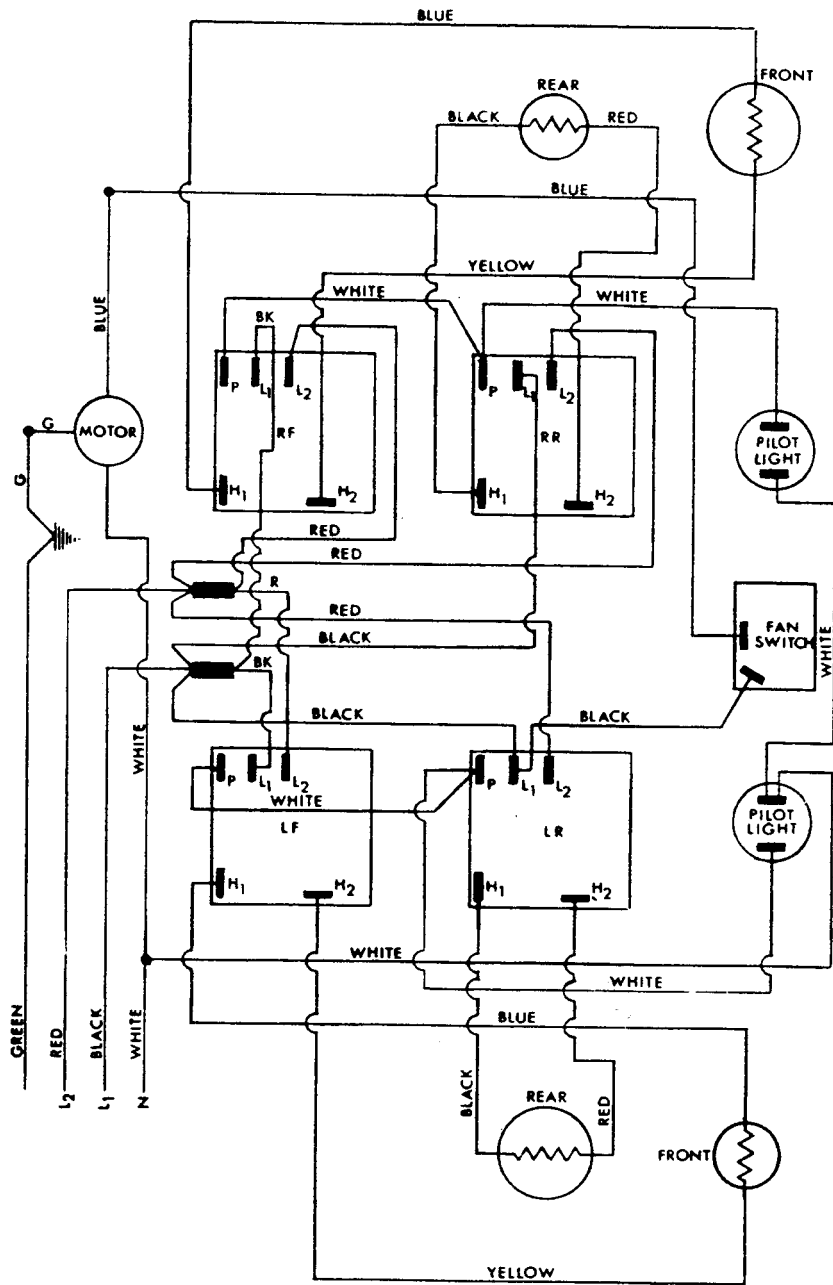 BLUE
FRONT
REAR
BLACK
RED
BLUE
YELLOW
WHITE
WHITE
BK
BLUE
P
L1
L2
P
L1
L2
G
MOTOR
RF
RR
PILOT
LIGHT
G
H1
H2
H1
H2
RED
RED
R
RED
BLACK
FAN
SWITCH
WHITE
BK
BLACK
BLACK
WHITE
P
L1
L2
P
L1
L2
WHITE
LF
LR
PILOT
LIGHT
H1
H2
H1
H2
WHITE
WHITE
BLUE
GREEN
RED
BLACK
WHITE
L2
L1
N
BLACK
REAR
RED
FRONT
YELLOW